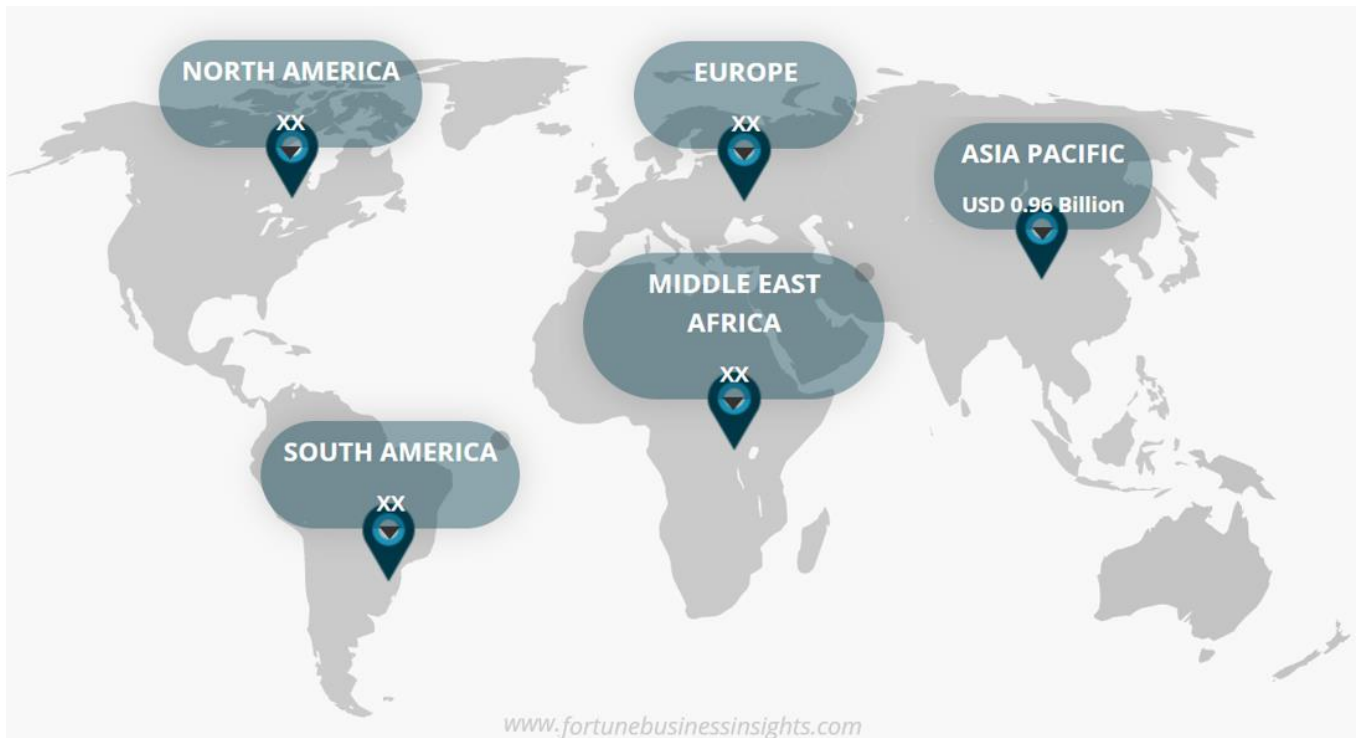 NORTH AMERICA
XX
EUROPE
XX
ASIA PACIFIC
USD 0.96 Billion
MIDDLE EAST
AFRICA
XX
SOUTH AMERICA
XX
www.fortunebusinessinsights.com